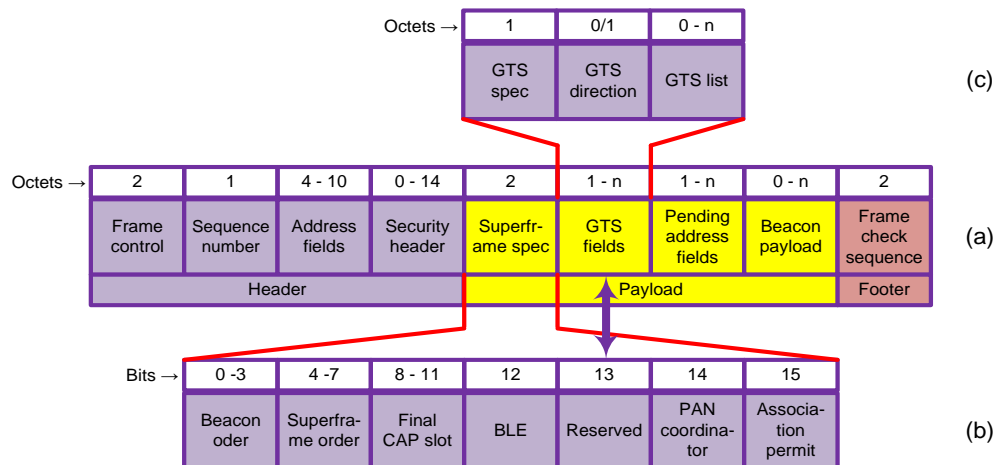 Octets → 1 0/1 0 - n
GTS spec GTS direction GTS list (c)
Octets → 2 1 4 - 10 0 - 14 2 1 - n 1 - n 0 - n 2
Frame control Sequence number Address fields Security header Superfr-ame spec GTS fields Pending address fields Beacon payload Frame check sequence (a)
Header Payload Footer
Bits → 0 -3 4 -7 8 - 11 12 13 14 15
Beacon oder Superfra-me order Final CAP slot BLE Reserved PAN coordina-tor Associa-tion permit (b)